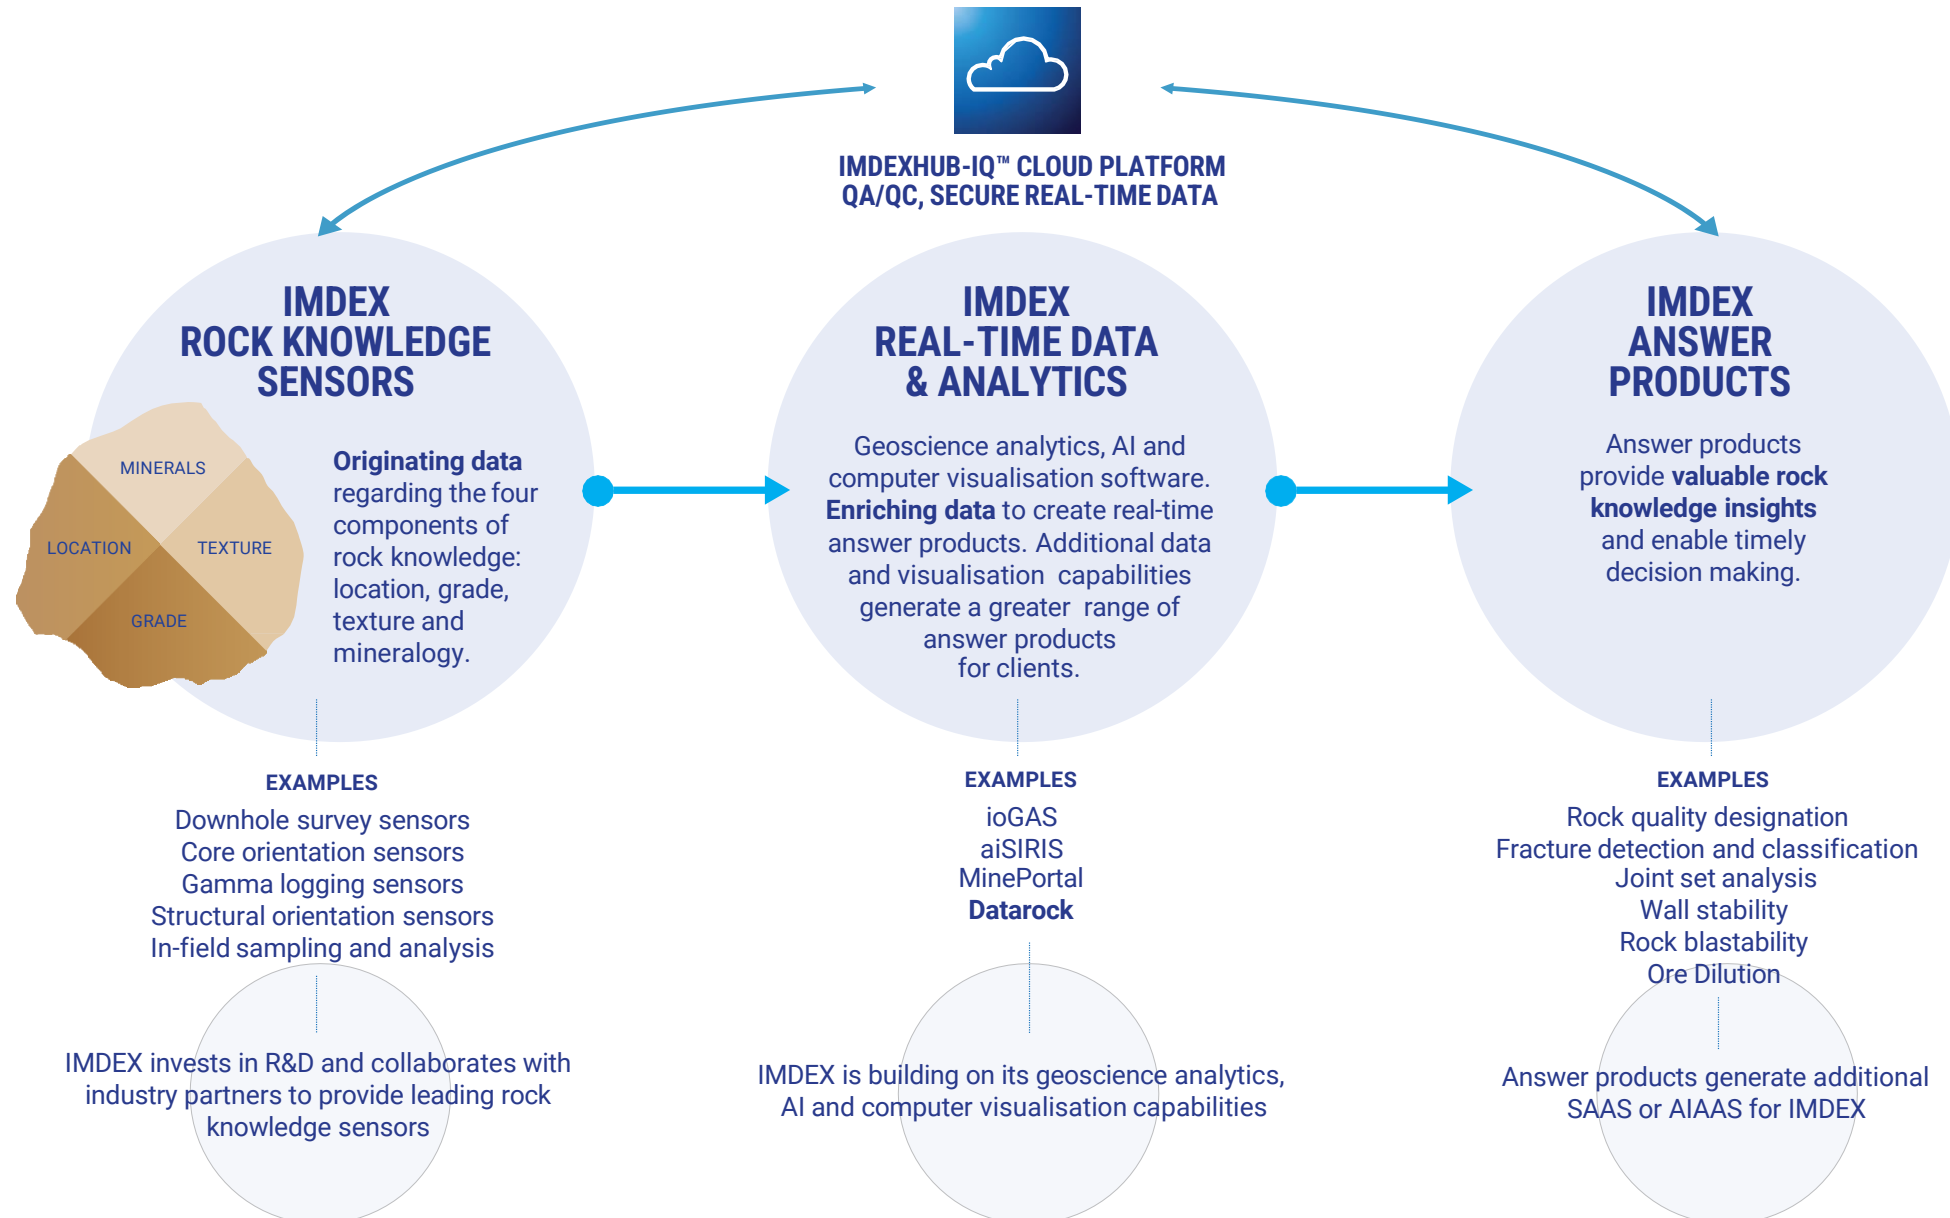 IMDEXHUB-IQ™ CLOUD PLATFORM
QA/QC, SECURE REAL-TIME DATA
IMDEX
ROCK KNOWLEDGE
SENSORS
MINERALS
LOCATION
TEXTURE
GRADE
Originating data
regarding the four
components of
rock knowledge:
location, grade,
texture and
mineralogy.
EXAMPLES
Downhole survey sensors
Core orientation sensors
Gamma logging sensors
Structural orientation sensors
In-field sampling and analysis
IMDEX invests in R&D and collaborates with
industry partners to provide leading rock
knowledge sensors
IMDEX
REAL-TIME DATA
& ANALYTICS
Geoscience analytics, AI and
computer visualisation software.
Enriching data to create real-time
answer products. Additional data
and visualisation capabilities
generate a greater range of
answer products
for clients.
EXAMPLES
ioGAS
aiSIRIS
MinePortal
Datarock
IMDEX is building on its geoscience analytics,
AI and computer visualisation capabilities
IMDEX
ANSWER
PRODUCTS
Answer products
provide valuable rock
knowledge insights
and enable timely
decision making.
EXAMPLES
Rock quality designation
Fracture detection and classification
Joint set analysis
Wall stability
Rock blastability
Ore Dilution
Answer products generate additional
SAAS or AIAAS for IMDEX